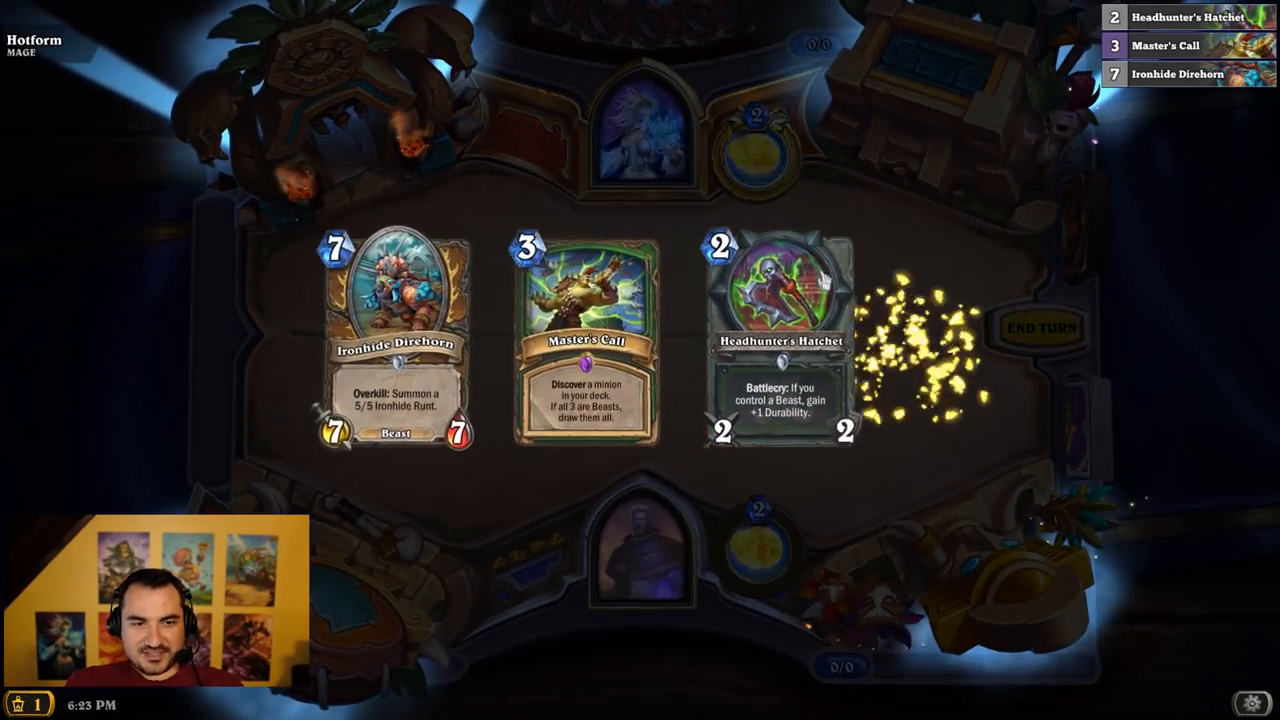 Hotform
MAGE
0/0
2 Headhunter's Hatchet
3 Master's Call
7 Ironhide Direhorn
2
7
Ironhide Direhorn
Overkill: Summon a
5/5 Ironhide Runt.
7
Beast
7
3
Master's Call
Discover a minion
in your deck.
If all 3 are Beasts,
draw them all.
2
Headhunter's Hatchet
Battlecry: If you
control a Beast, gain
+1 Durability.
2
2
END TURN
2
0/0
1
6:23 PM